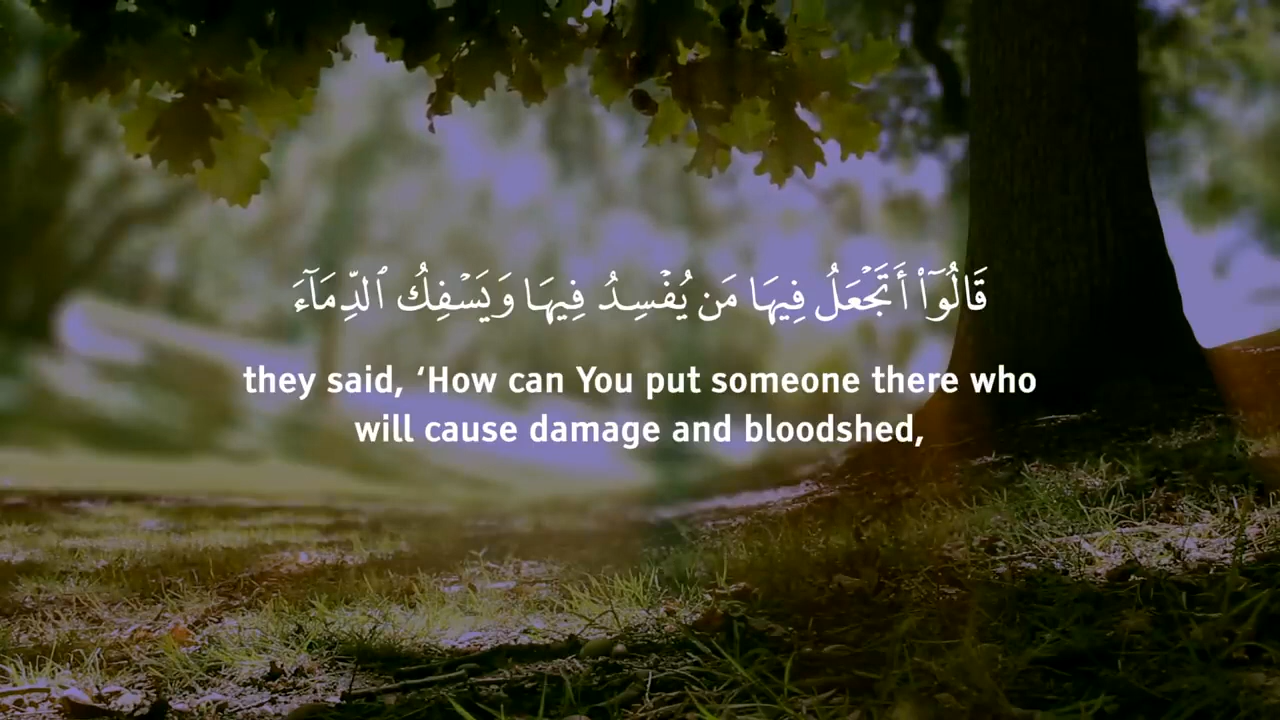 قَالُوٓا۟ أَتَجْعَلُ فِيهَا مَن يُفْسِدُ فِيهَا وَيَسْفِكُ ٱلدِّمَآءَ
they said, ‘How can You put someone there who
will cause damage and bloodshed,